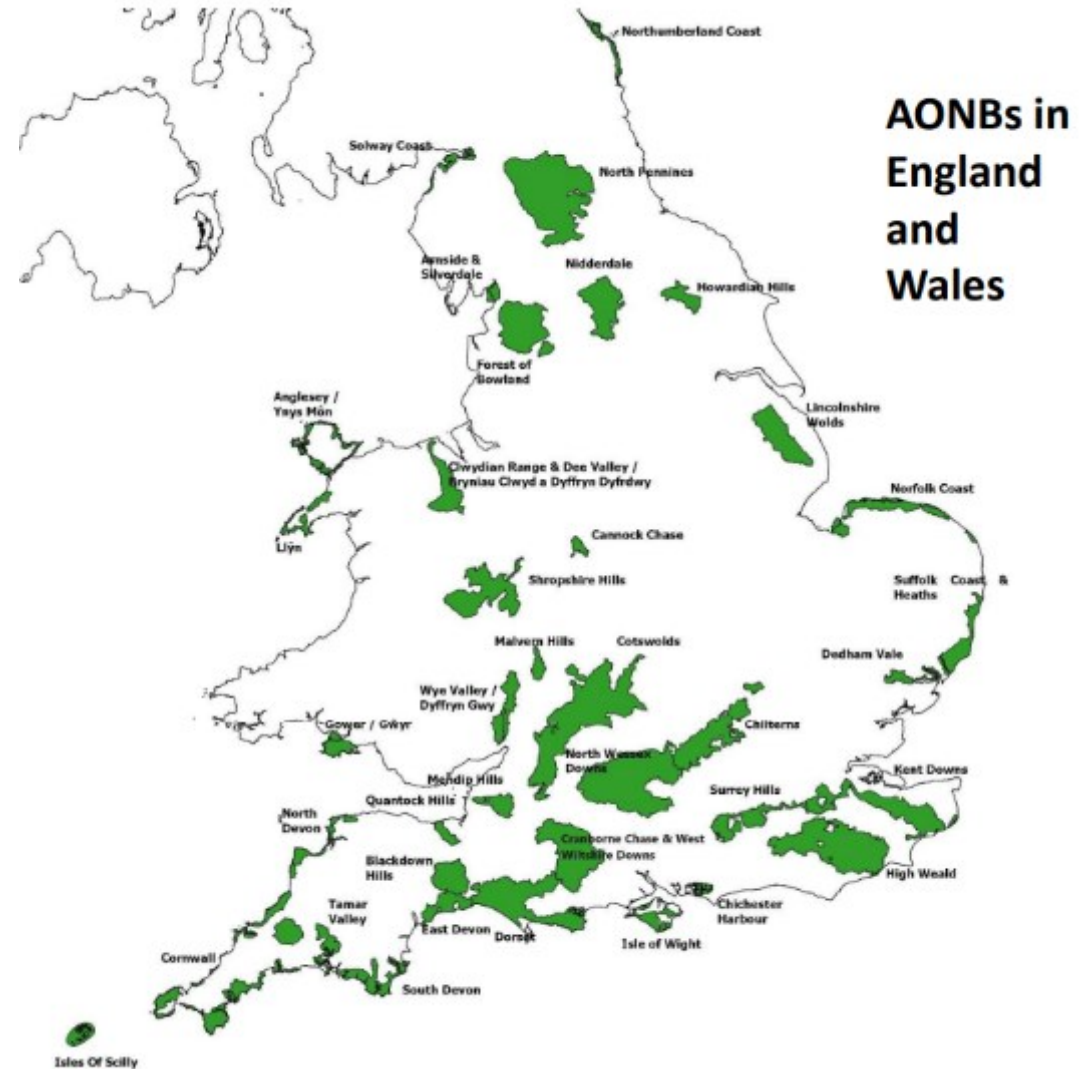 Northumberland Coast
AONBs in
England
and
Wales
Solway Coast
North Pennines
Arnside &
Silverdale
Nidderdale
Howardian Hills
Forest of
Bowland
Anglesey /
Ynys Môn
Lincolnshire
Wolds
Clwydian Range & Dee Valley /
Bryniau Clwyd a Dyffryn Dyfrdwy
Norfolk Coast
Llŷn
Cannock Chase
Shropshire Hills
Suffolk Coast &
Heaths
Malvern Hills
Cotswolds
Dedham Vale
Wye Valley /
Dyffryn Gwy
Gower / Gŵyr
Chilterns
North Wessex
Downs
Kent Downs
Mendip Hills
Surrey Hills
Quantock Hills
North
Devon
Cranborne Chase & West
Wiltshire Downs
Blackdown
Hills
High Weald
Tamar
Valley
Chichester
Harbour
East Devon
Dorset
Isle of Wight
Cornwall
South Devon
Isles Of Scilly